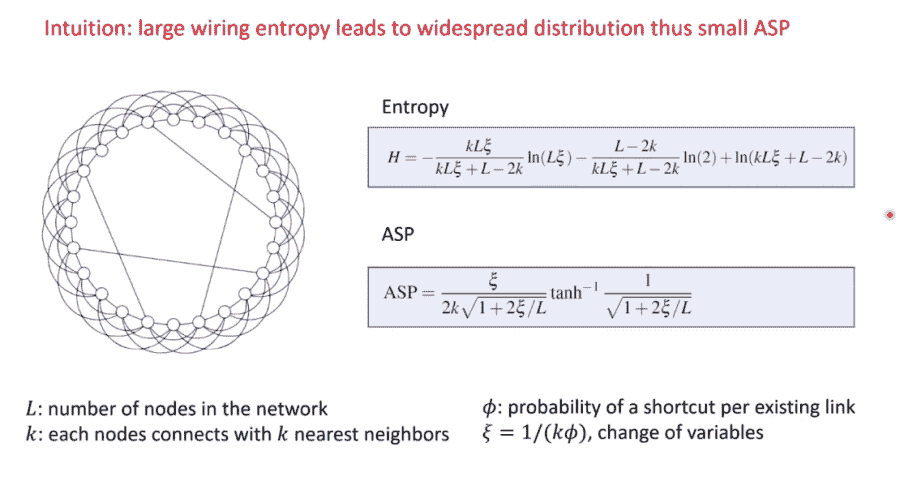 Intuition: large wiring entropy leads to widespread distribution thus small ASP
Entropy
H = − kLξ/(kLξ + L − 2k) ln(Lξ) − (L − 2k)/(kLξ + L − 2k) ln(2) + ln(kLξ + L − 2k)
ASP
ASP = ξ/(2k√(1 + 2ξ/L)) tanh⁻¹ 1/√(1 + 2ξ/L)
L: number of nodes in the network
k: each nodes connects with k nearest neighbors
ϕ: probability of a shortcut per existing link
ξ = 1/(kϕ), change of variables